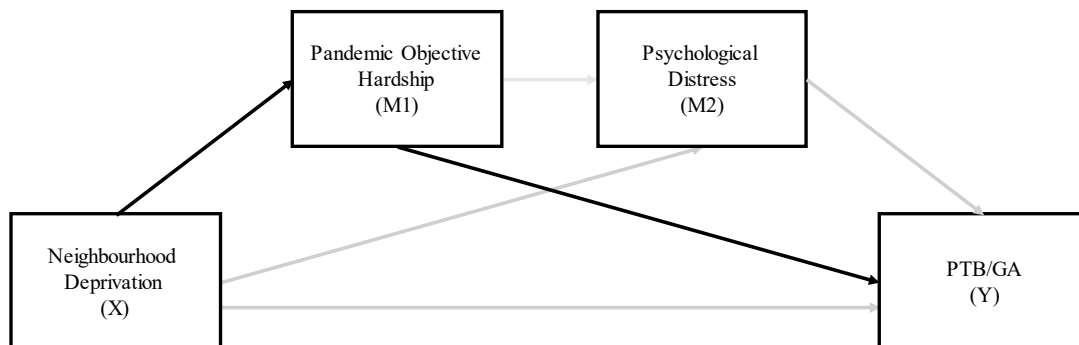 Pandemic Objective
Hardship
(M1)
Psychological
Distress
(M2)
Neighbourhood
Deprivation
(X)
PTB/GA
(Y)